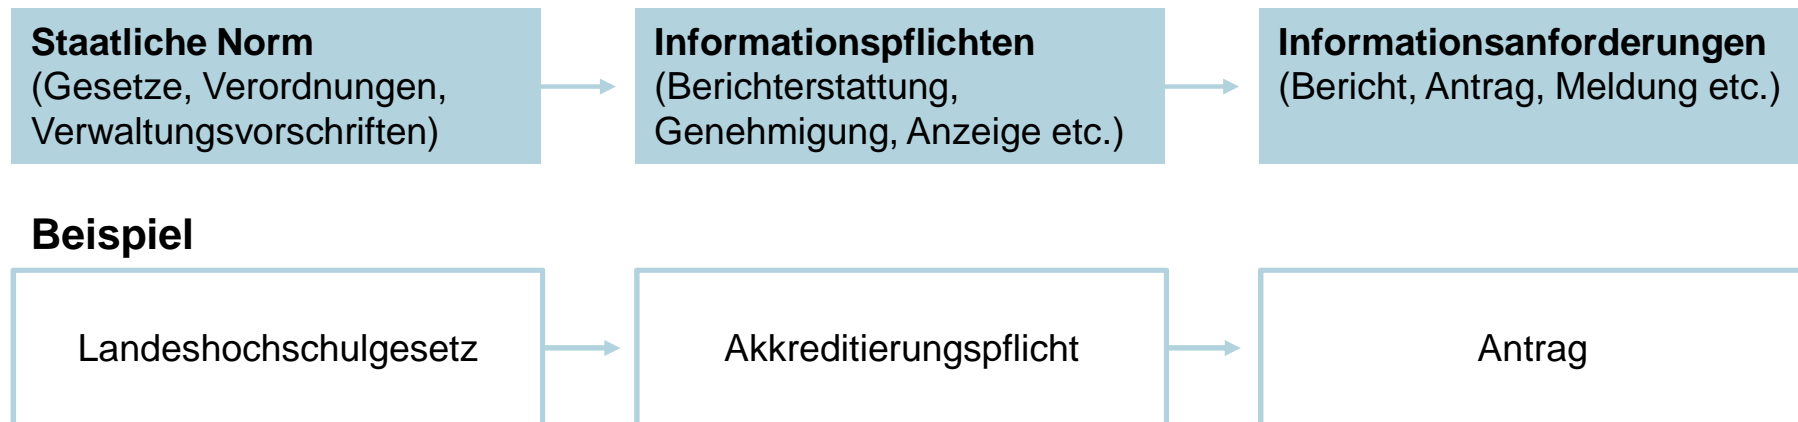 Staatliche Norm
(Gesetze, Verordnungen,
Verwaltungsvorschriften)
Informationspflichten
(Berichterstattung,
Genehmigung, Anzeige etc.)
Informationsanforderungen
(Bericht, Antrag, Meldung etc.)
Beispiel
Landeshochschulgesetz
Akkreditierungspflicht
Antrag